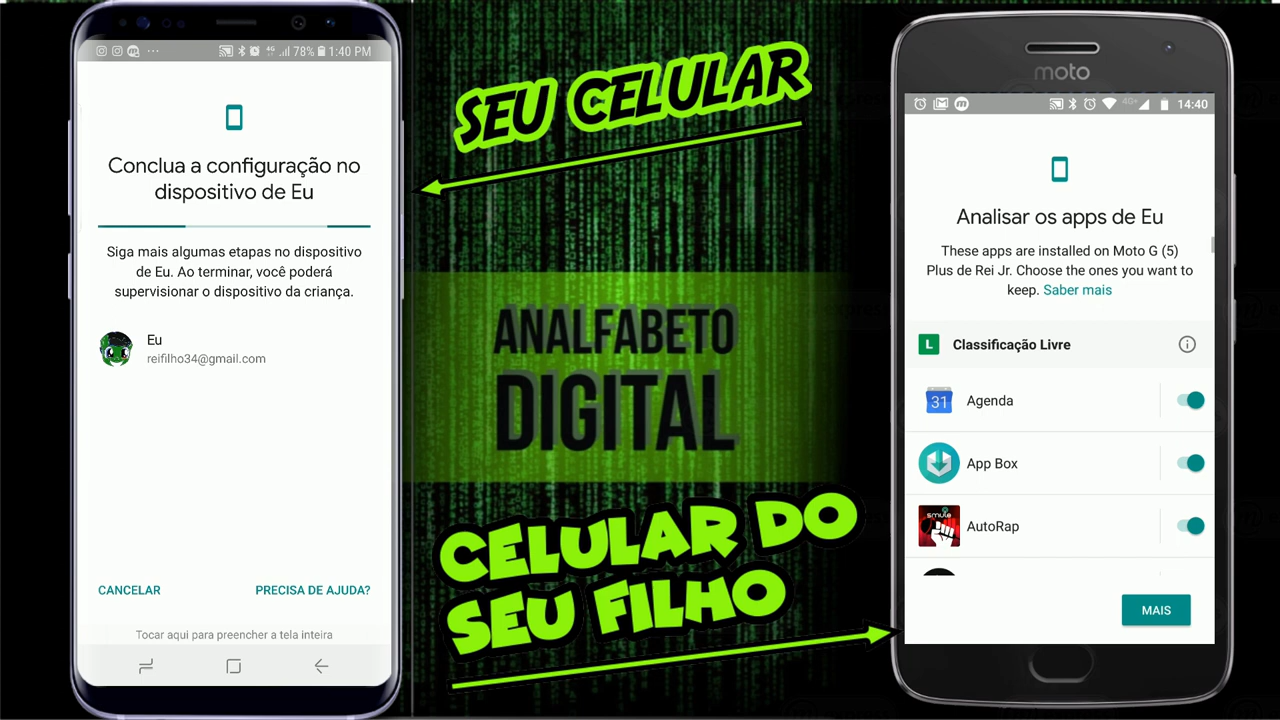 78% 1:40 PM
Conclua a configuração no
dispositivo de Eu
Siga mais algumas etapas no dispositivo
de Eu. Ao terminar, você poderá
supervisionar o dispositivo da criança.
Eu
reifilho34@gmail.com
CANCELAR
PRECISA DE AJUDA?
Tocar aqui para preencher a tela inteira
SEU CELULAR
ANALFABETO
DIGITAL
CELULAR DO
SEU FILHO
moto
14:40
Analisar os apps de Eu
These apps are installed on Moto G (5)
Plus de Rei Jr. Choose the ones you want to
keep. Saber mais
L Classificação Livre
31 Agenda
App Box
smule AutoRap
MAIS